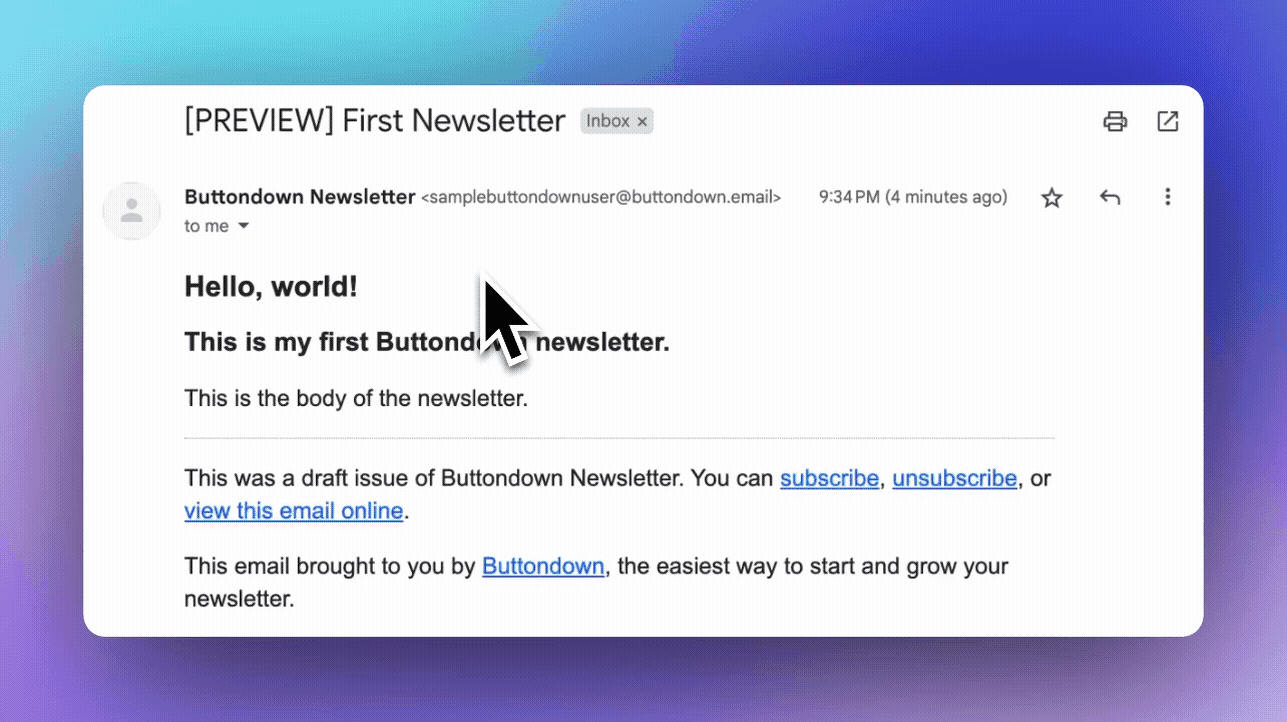 [PREVIEW] First Newsletter Inbox ×
Buttondown Newsletter <samplebuttondownuser@buttondown.email> 9:34 PM (4 minutes ago)
to me
Hello, world!
This is my first Buttondown newsletter.
This is the body of the newsletter.
This was a draft issue of Buttondown Newsletter. You can subscribe, unsubscribe, or
view this email online.
This email brought to you by Buttondown, the easiest way to start and grow your
newsletter.